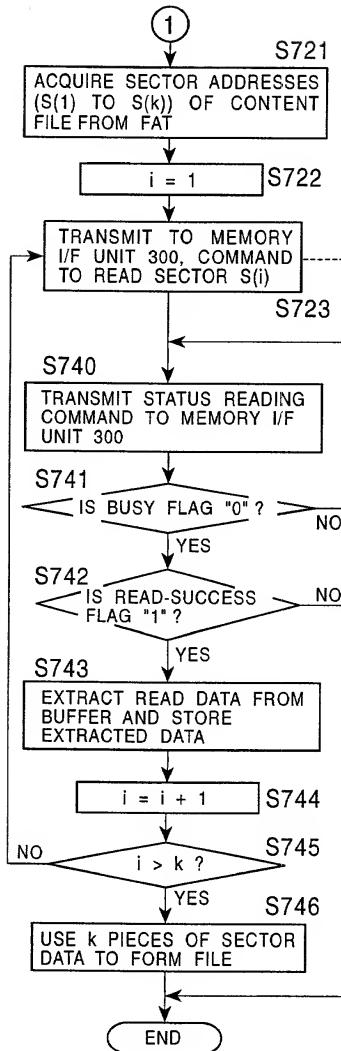 1
S721
ACQUIRE SECTOR ADDRESSES
(S(1) TO S(k)) OF CONTENT
FILE FROM FAT
i = 1
S722
TRANSMIT TO MEMORY
I/F UNIT 300, COMMAND
TO READ SECTOR S(i)
S723
S740
TRANSMIT STATUS READING
COMMAND TO MEMORY I/F
UNIT 300
S741
IS BUSY FLAG "0" ?
NO
YES
S742
IS READ-SUCCESS
FLAG "1" ?
NO
YES
S743
EXTRACT READ DATA FROM
BUFFER AND STORE
EXTRACTED DATA
i = i + 1
S744
S745
NO
i > k ?
YES
S746
USE k PIECES OF SECTOR
DATA TO FORM FILE
END